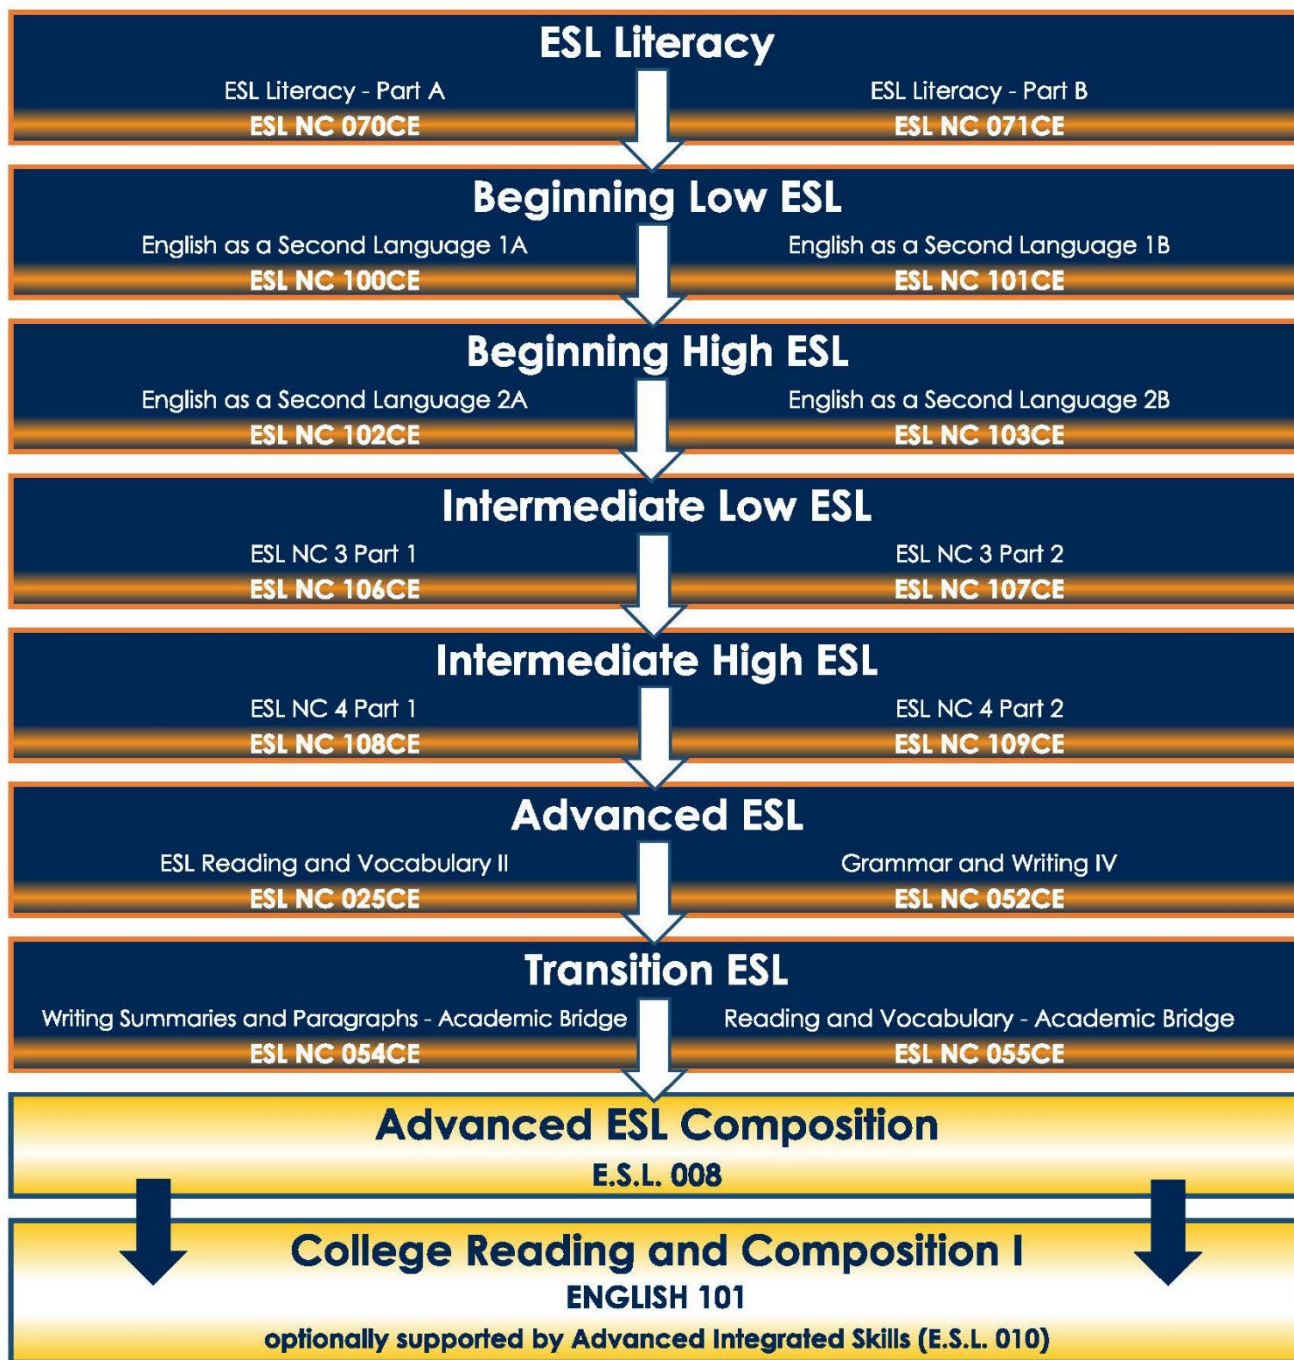 ESL Literacy
ESL Literacy - Part A
ESL NC 070CE
ESL Literacy - Part B
ESL NC 071CE
Beginning Low ESL
English as a Second Language 1A
ESL NC 100CE
English as a Second Language 1B
ESL NC 101CE
Beginning High ESL
English as a Second Language 2A
ESL NC 102CE
English as a Second Language 2B
ESL NC 103CE
Intermediate Low ESL
ESL NC 3 Part 1
ESL NC 106CE
ESL NC 3 Part 2
ESL NC 107CE
Intermediate High ESL
ESL NC 4 Part 1
ESL NC 108CE
ESL NC 4 Part 2
ESL NC 109CE
Advanced ESL
ESL Reading and Vocabulary II
ESL NC 025CE
Grammar and Writing IV
ESL NC 052CE
Transition ESL
Writing Summaries and Paragraphs - Academic Bridge
ESL NC 054CE
Reading and Vocabulary - Academic Bridge
ESL NC 055CE
Advanced ESL Composition
E.S.L. 008
College Reading and Composition I
ENGLISH 101
optionally supported by Advanced Integrated Skills (E.S.L. 010)